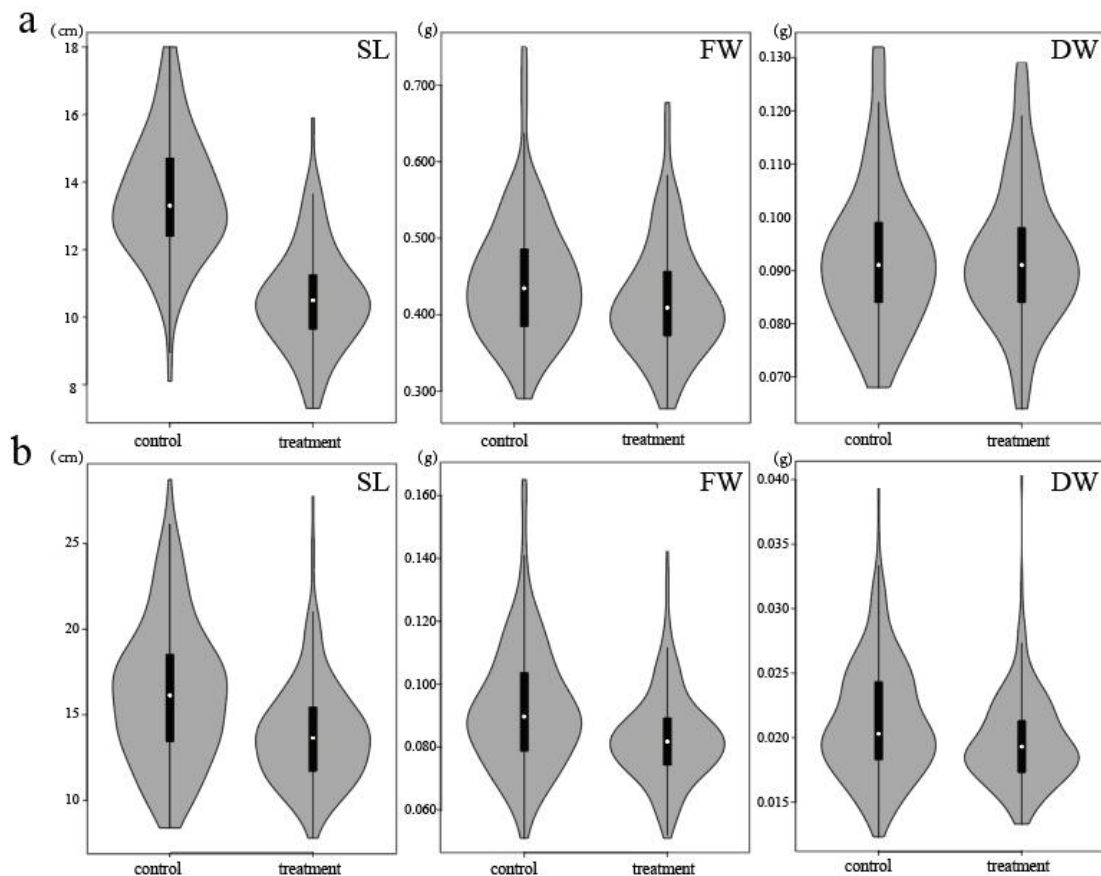 a
(cm) SL
18
16
14
12
10
8
control treatment
(g) FW
0.700
0.600
0.500
0.400
0.300
control treatment
(g) DW
0.130
0.120
0.110
0.100
0.090
0.080
0.070
control treatment
b
(cm) SL
25
20
15
10
control treatment
(g) FW
0.160
0.140
0.120
0.100
0.080
0.060
control treatment
(g) DW
0.040
0.035
0.030
0.025
0.020
0.015
control treatment